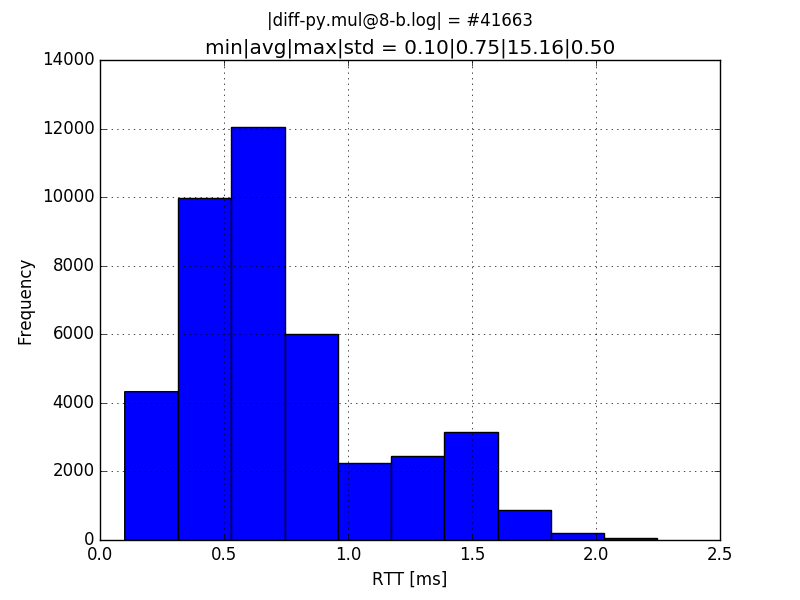 |diff-py.mul@8-b.log| = #41663
min|avg|max|std = 0.10|0.75|15.16|0.50
14000
12000
10000
8000
6000
4000
2000
0
Frequency
0.0 0.5 1.0 1.5 2.0 2.5
RTT [ms]